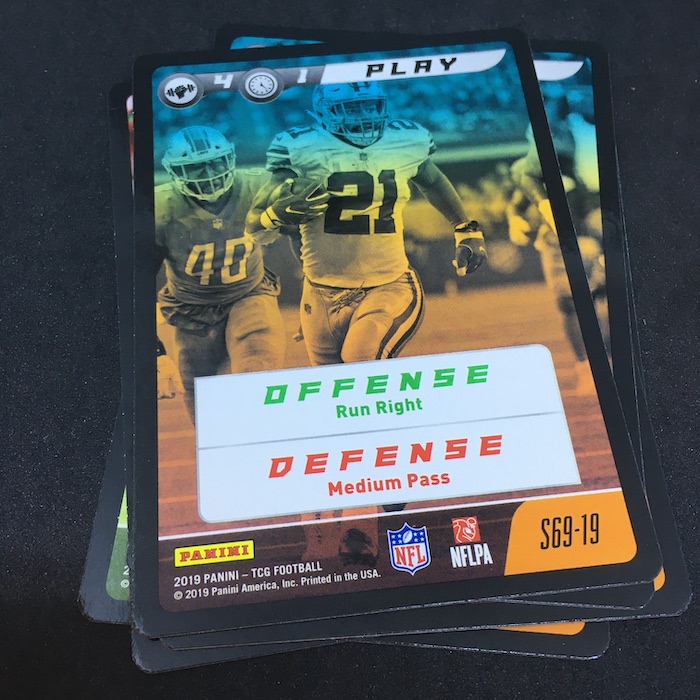 4 1 PLAY
21
40
OFFENSE
Run Right
DEFENSE
Medium Pass
S69-19
PANINI
NFL
NFLPA
2019 PANINI – TCG FOOTBALL
© 2019 Panini America, Inc. Printed in the USA.